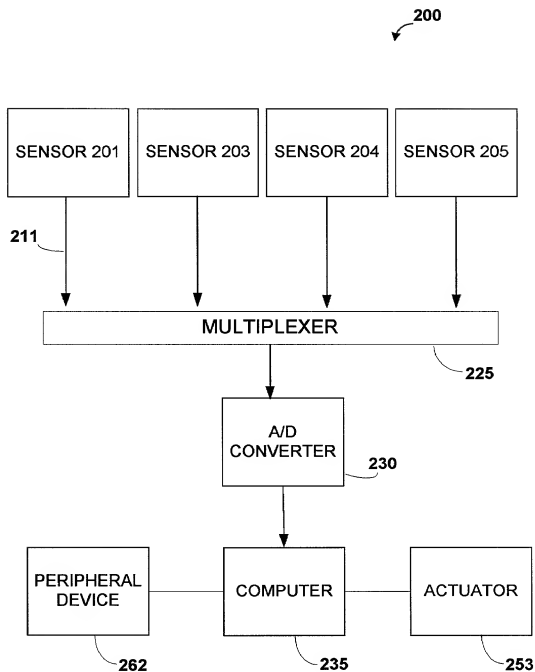 200
SENSOR 201
SENSOR 203
SENSOR 204
SENSOR 205
211
MULTIPLEXER
225
A/D
CONVERTER
230
PERIPHERAL
DEVICE
COMPUTER
ACTUATOR
262
235
253